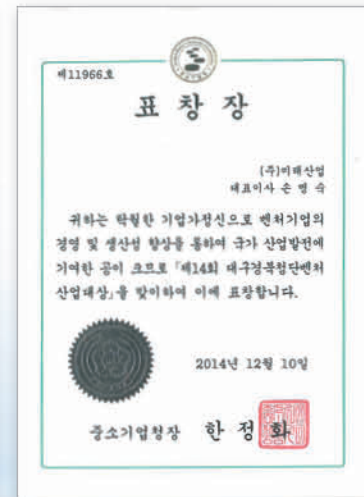 제11966호
표 창 장
(주)미래산업
대표이사 손 영 숙
귀하는 탁월한 기업가정신으로 벤처기업의
경영 및 생산성 향상을 통하여 국가 산업발전에
기여한 공이 크므로 「제14회 대구경북첨단벤처
산업대상」을 맞이하여 이에 표창합니다.
2014년 12월 10일
중소기업청장 한 정 화